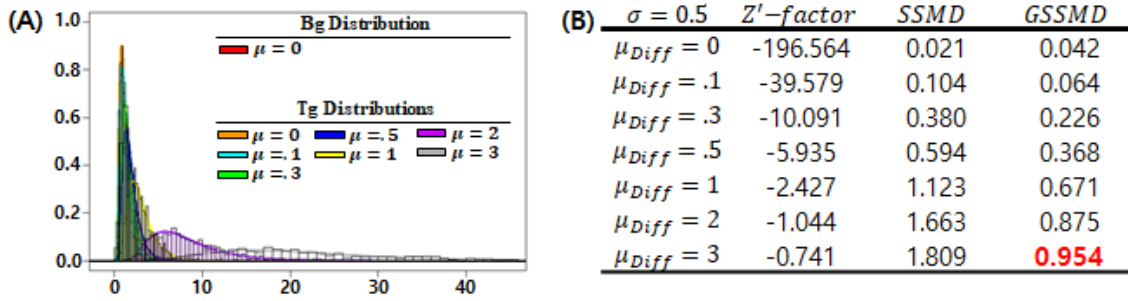 (A)
1.0
0.8
0.6
0.4
0.2
0.0
0 10 20 30 40
Bg Distribution
μ = 0
Tg Distributions
μ = 0 μ =. 5 μ = 2
μ =. 1 μ = 1 μ = 3
μ =. 3
(B)
σ = 0.5 Z′−factor SSMD GSSMD
μDiff = 0 -196.564 0.021 0.042
μDiff = .1 -39.579 0.104 0.064
μDiff = .3 -10.091 0.380 0.226
μDiff = .5 -5.935 0.594 0.368
μDiff = 1 -2.427 1.123 0.671
μDiff = 2 -1.044 1.663 0.875
μDiff = 3 -0.741 1.809 0.954